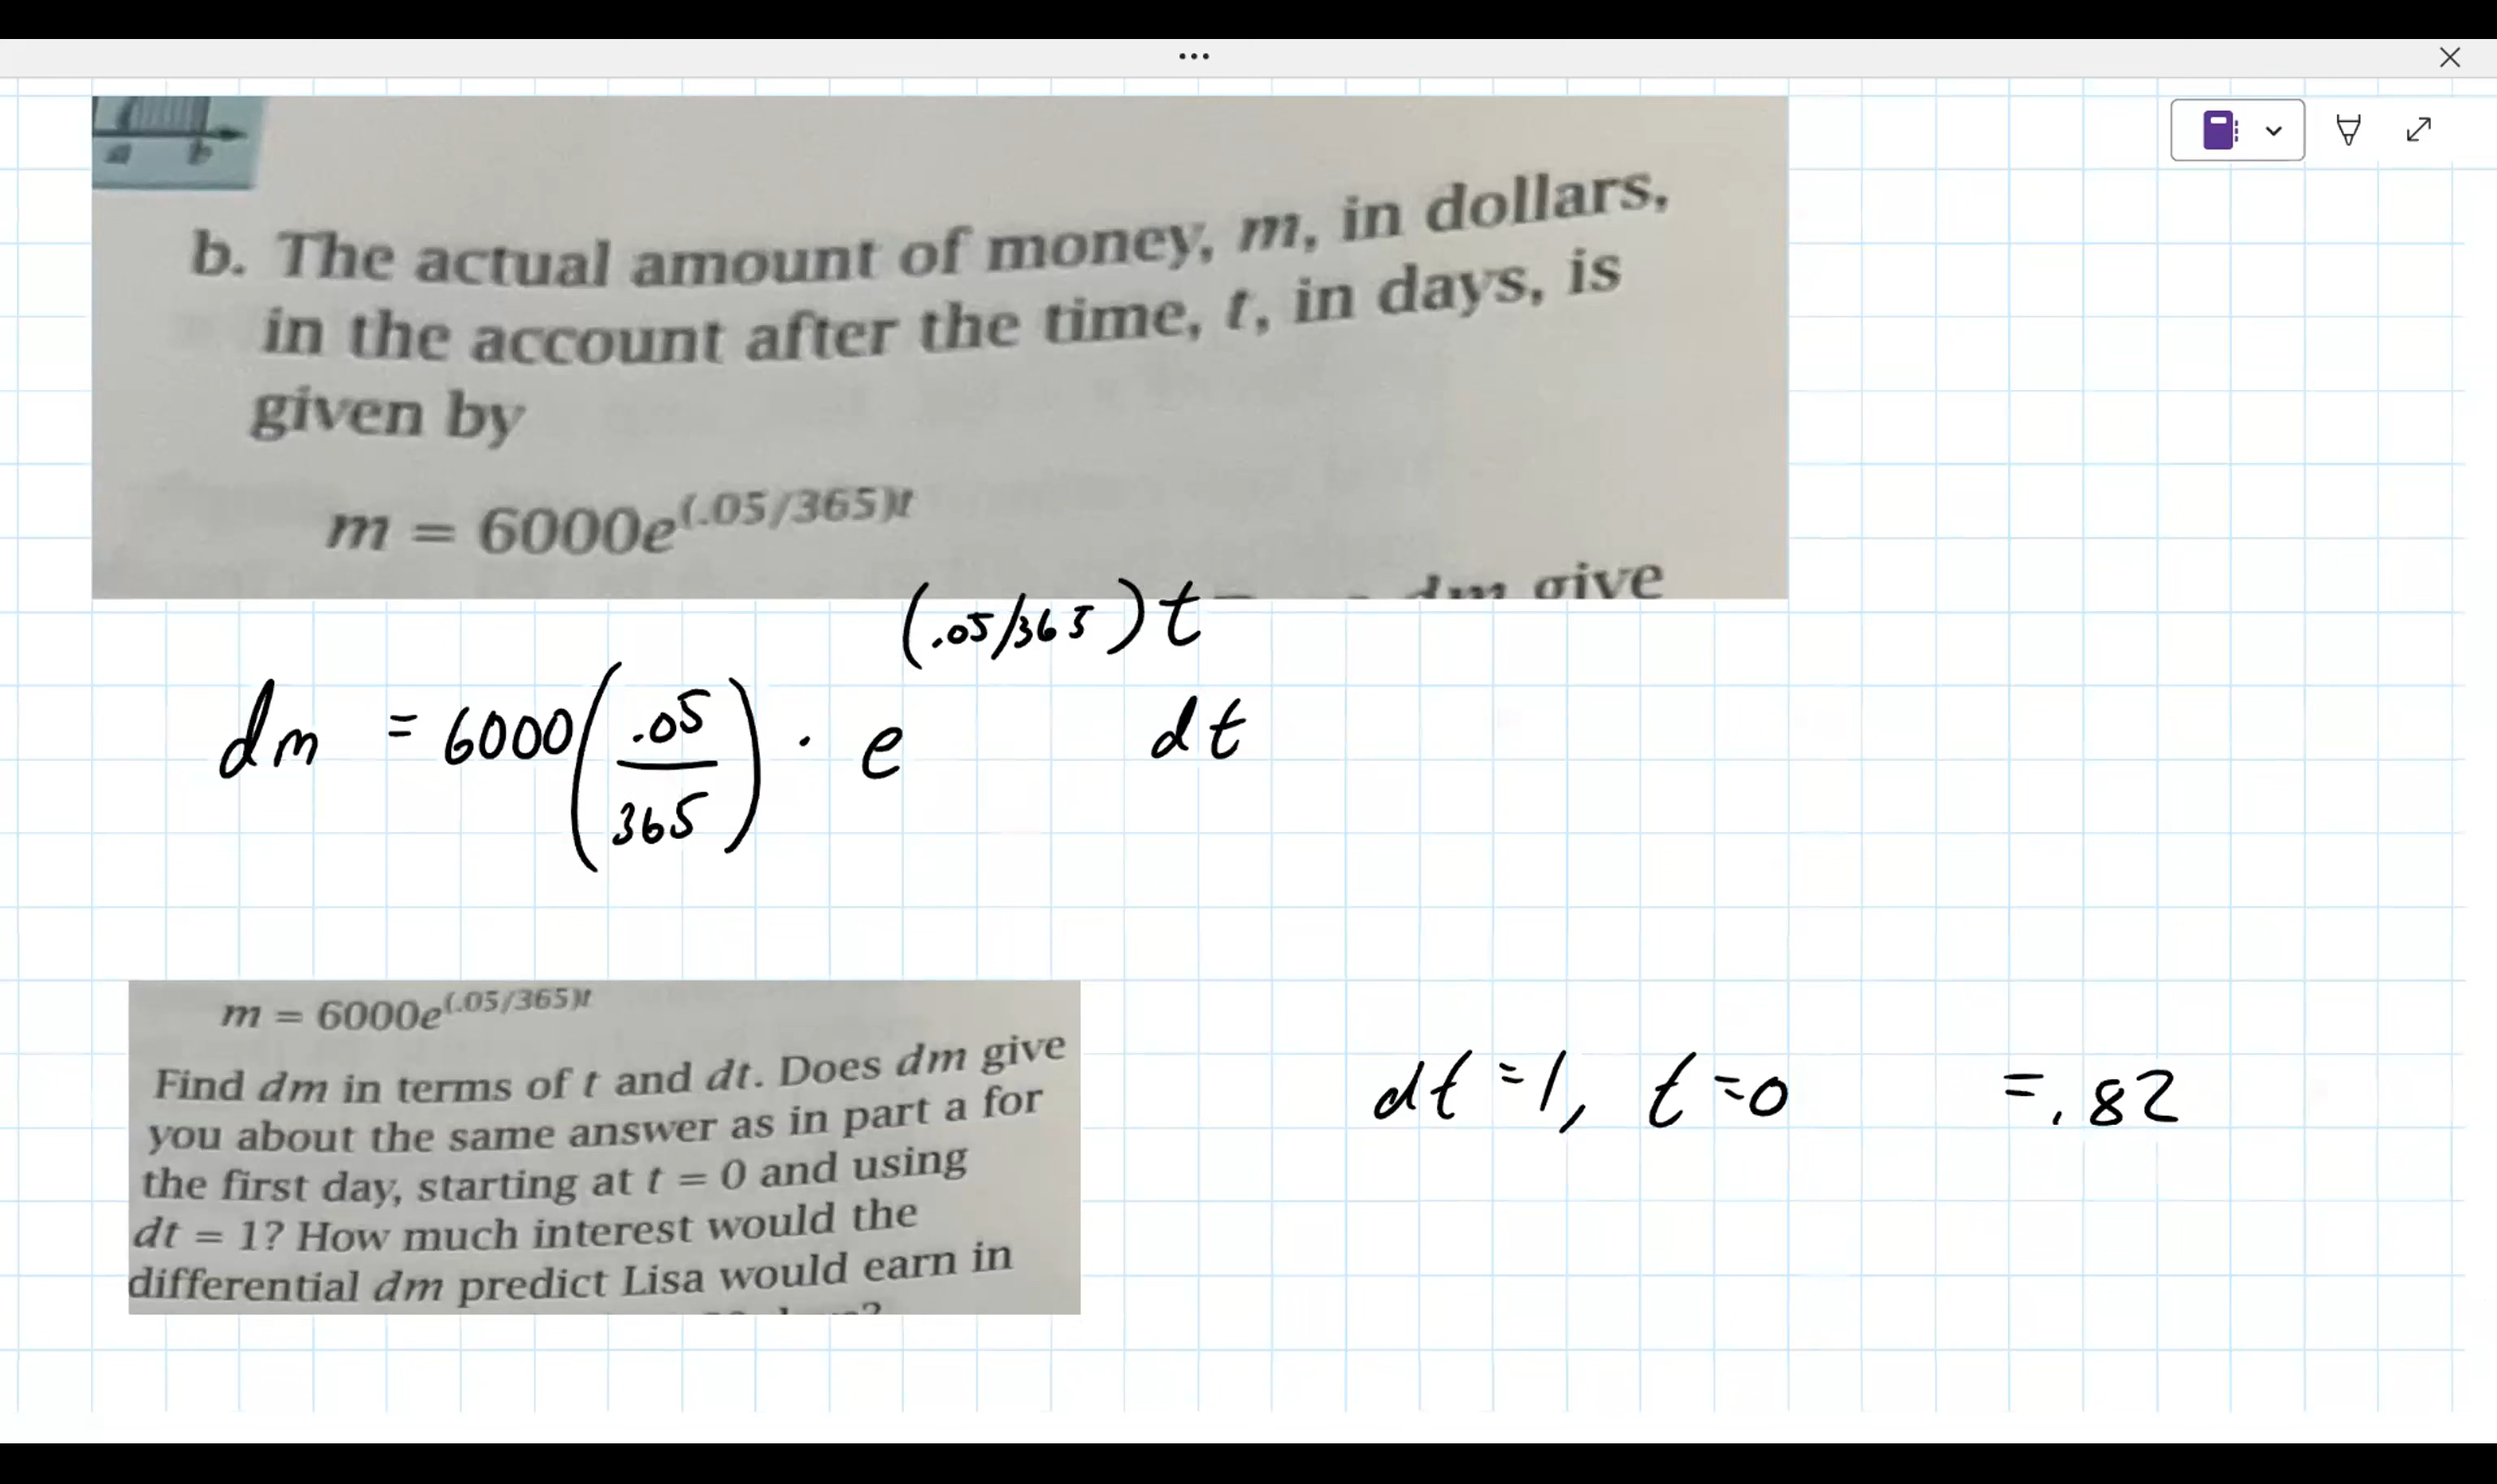 a b
b. The actual amount of money, m, in dollars,
in the account after the time, t, in days, is
given by
m = 6000e^(.05/365)t
dm give
dm = 6000(.05/365) · e^(.05/365)t dt
m = 6000e^(.05/365)t
Find dm in terms of t and dt. Does dm give
you about the same answer as in part a for
the first day, starting at t = 0 and using
dt = 1? How much interest would the
differential dm predict Lisa would earn in
dt = 1, t = 0 = .82